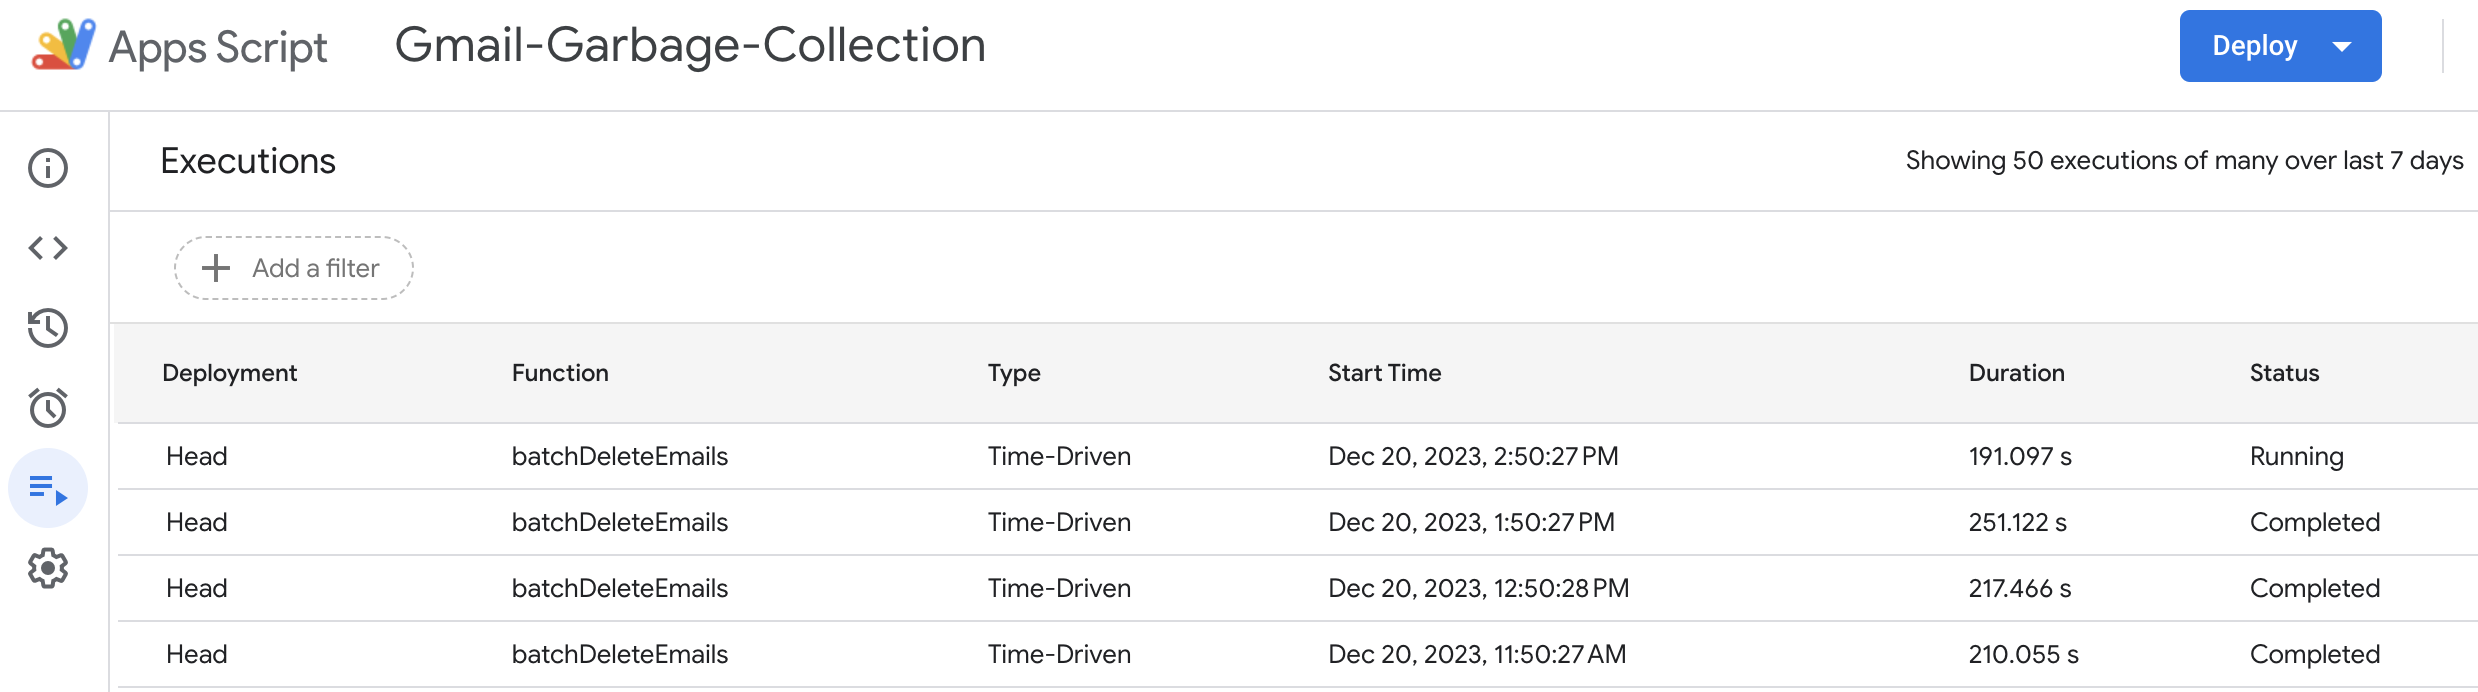 Apps Script Gmail-Garbage-Collection Deploy
Executions Showing 50 executions of many over last 7 days
Add a filter
Deployment Function Type Start Time Duration Status
Head batchDeleteEmails Time-Driven Dec 20, 2023, 2:50:27 PM 191.097 s Running
Head batchDeleteEmails Time-Driven Dec 20, 2023, 1:50:27 PM 251.122 s Completed
Head batchDeleteEmails Time-Driven Dec 20, 2023, 12:50:28 PM 217.466 s Completed
Head batchDeleteEmails Time-Driven Dec 20, 2023, 11:50:27 AM 210.055 s Completed